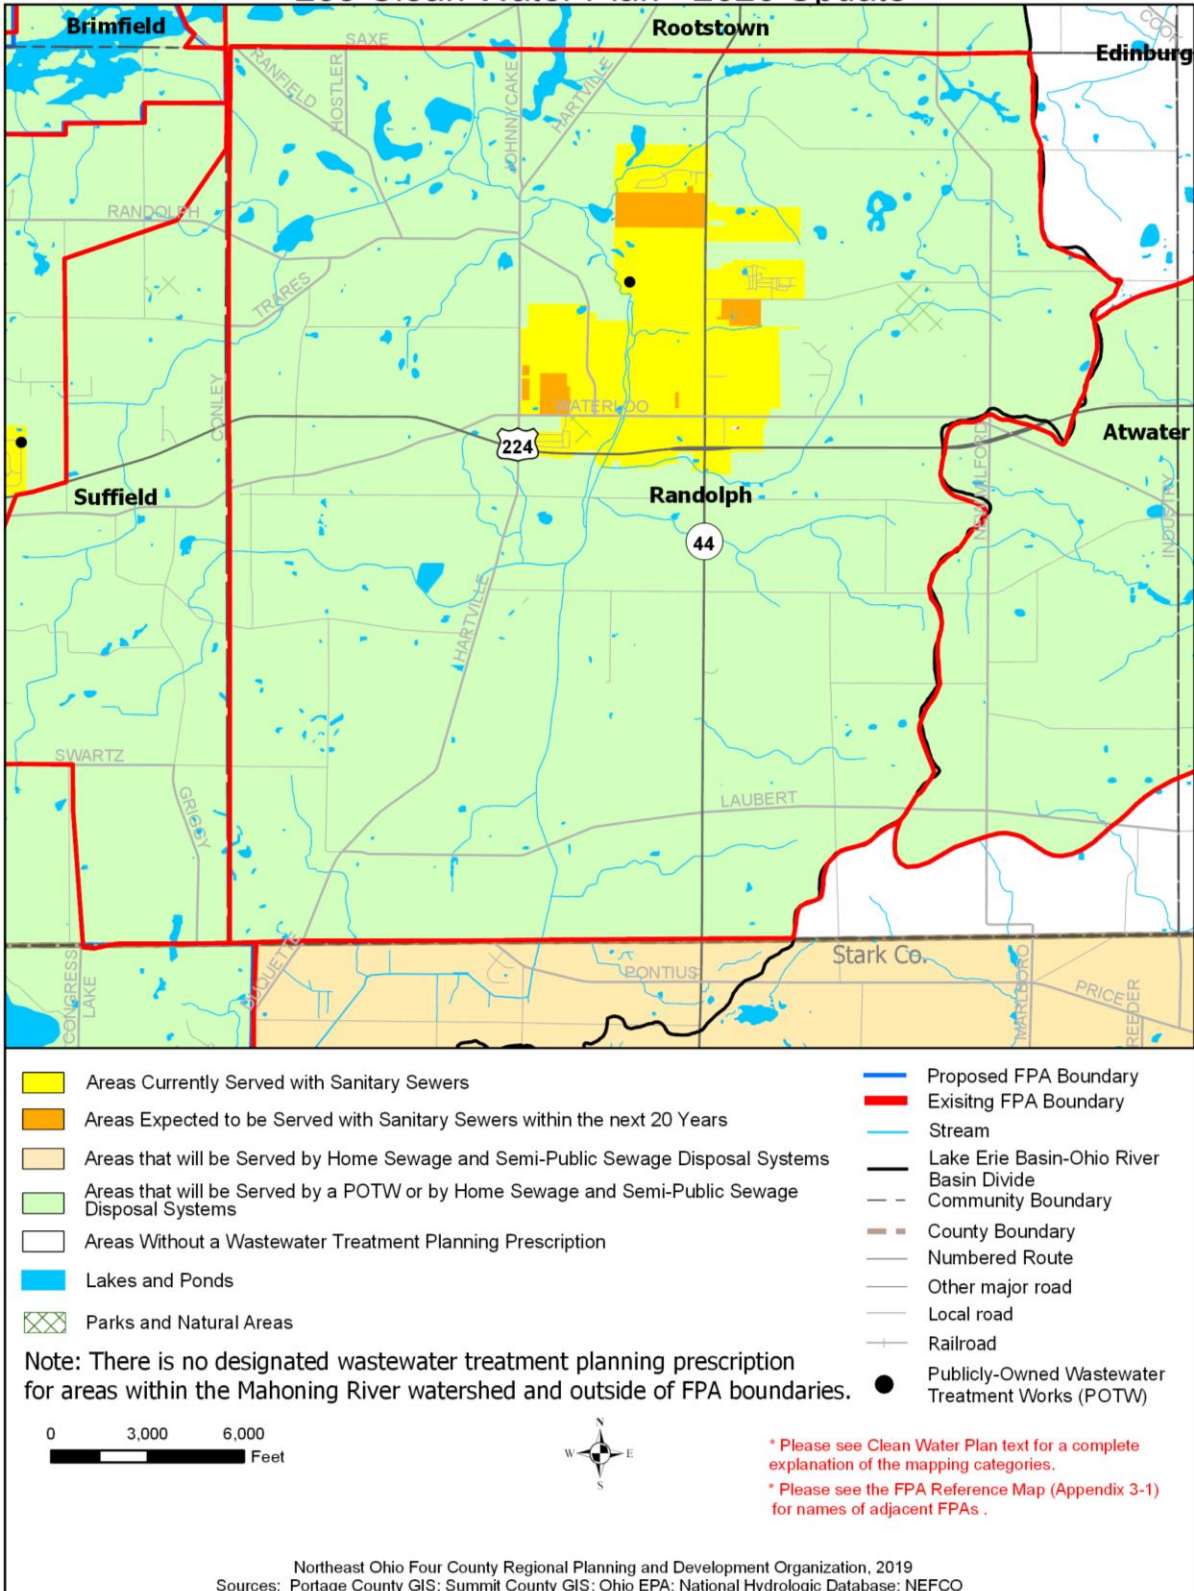 Brimfield
Rootstown
Edinburg
SAXE
RANFIELD
HOSTLER
JOHNNYCAKE
HARTVILLE
RANDOLPH
TRARES
CONLEY
WATERLOO
224
Atwater
Suffield
Randolph
NEW MILFORD
INDUSTRY
44
HARTVILLE
SWARTZ
GRIGGY
LAUBERT
DUQUETTE
CONGRESS
LAKE
PONTIUS
Stark Co.
MARLBORO
PRICE
REEDER
Areas Currently Served with Sanitary Sewers
Areas Expected to be Served with Sanitary Sewers within the next 20 Years
Areas that will be Served by Home Sewage and Semi-Public Sewage Disposal Systems
Areas that will be Served by a POTW or by Home Sewage and Semi-Public Sewage
Disposal Systems
Areas Without a Wastewater Treatment Planning Prescription
Lakes and Ponds
Parks and Natural Areas
Proposed FPA Boundary
Exisitng FPA Boundary
Stream
Lake Erie Basin-Ohio River
Basin Divide
Community Boundary
County Boundary
Numbered Route
Other major road
Local road
Railroad
Publicly-Owned Wastewater
Treatment Works (POTW)
Note: There is no designated wastewater treatment planning prescription
for areas within the Mahoning River watershed and outside of FPA boundaries.
0 3,000 6,000
Feet
N
W E
S
* Please see Clean Water Plan text for a complete
explanation of the mapping categories.
* Please see the FPA Reference Map (Appendix 3-1)
for names of adjacent FPAs .
Northeast Ohio Four County Regional Planning and Development Organization, 2019
Sources: Portage County GIS; Summit County GIS; Ohio EPA; National Hydrologic Database; NEFCO